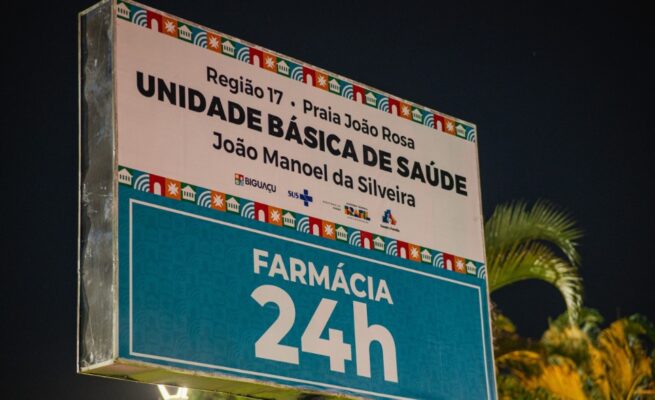 Região 17 . Praia João Rosa
UNIDADE BÁSICA DE SAÚDE
João Manoel da Silveira
BIGUAÇU SUS
FARMÁCIA
24h